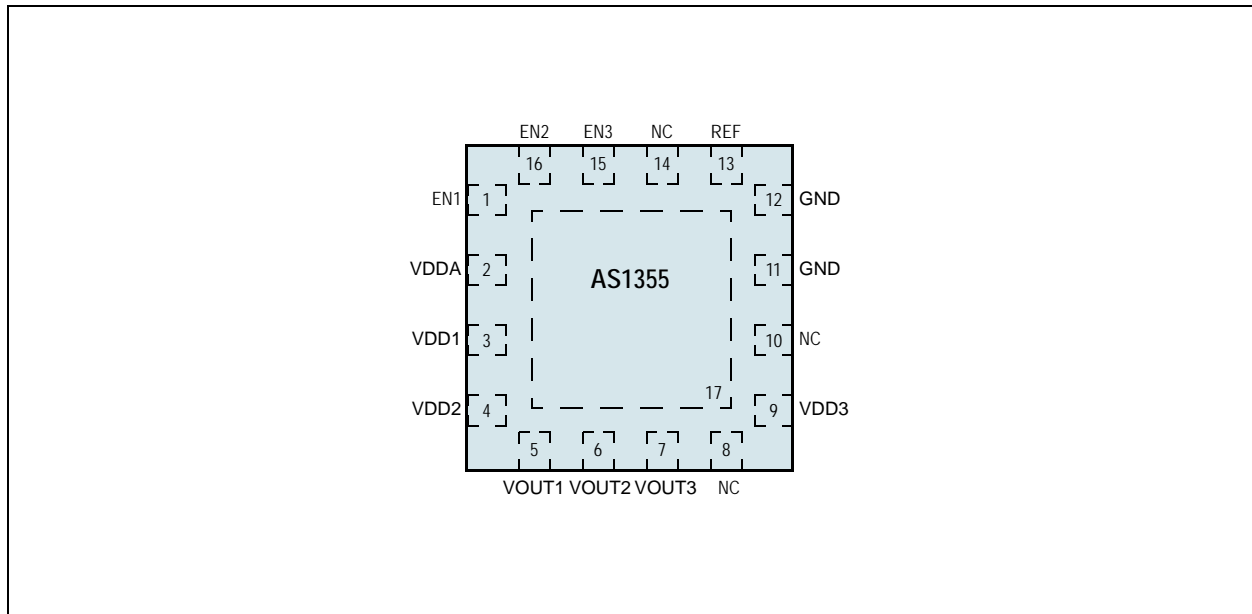 EN2 EN3 NC REF
16 15 14 13
EN1 1 12 GND
VDDA 2 AS1355 11 GND
VDD1 3 10 NC
17
VDD2 4 9 VDD3
5 6 7 8
VOUT1 VOUT2 VOUT3 NC